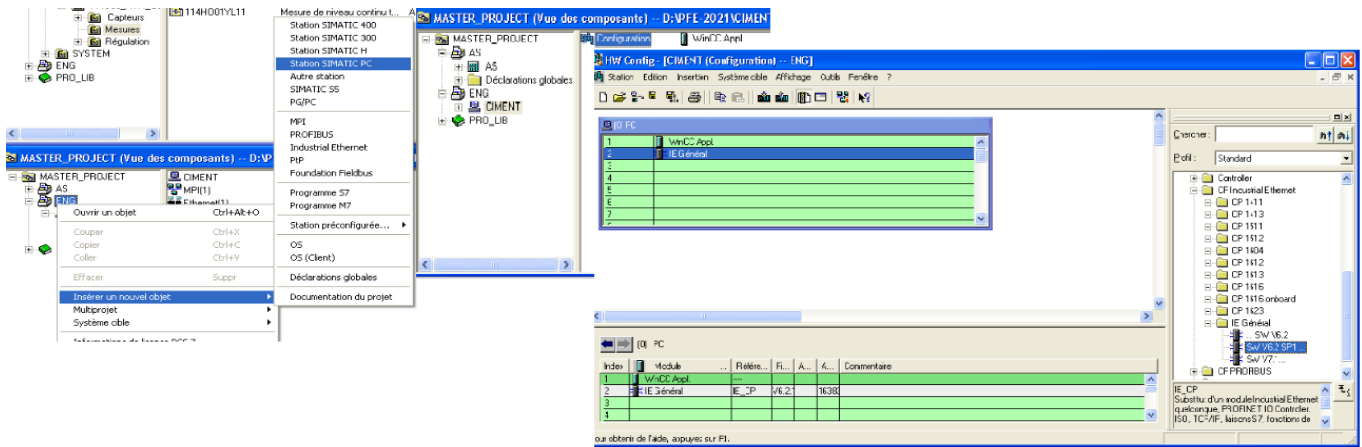 Capteurs
Mesures
Régulation
SYSTEM
ENG
PRO_LIB
114HO01YL11
Mesure de niveau continu t...
Station SIMATIC 400
Station SIMATIC 300
Station SIMATIC H
Station SIMATIC PC
Autre station
SIMATIC S5
PG/PC
MPI
PROFIBUS
Industrial Ethernet
PtP
Foundation Fieldbus
Programme S7
Programme M7
Station préconfigurée...
OS
OS (Client)
Déclarations globales
Documentation du projet
MASTER_PROJECT (Vue des composants) -- D:\P
MASTER_PROJECT
AS
ENG
CIMENT
MPI(1)
Ethernet(1)
Ouvrir un objet Ctrl+Alt+O
Couper Ctrl+X
Copier Ctrl+C
Coller Ctrl+V
Effacer Suppr
Insérer un nouvel objet
Multiprojet
Système cible
MASTER_PROJECT (Vue des composants) -- D:\PFE-2021\CIMENT
MASTER_PROJECT
AS
AS
Déclarations globales
ENG
CIMENT
PRO_LIB
Configuration
WinCC Appl.
HW Config - [CIMENT (Configuration) -- ENG]
Station Edition Insertion Système cible Affichage Outils Fenêtre ?
(0) PC
1 WinCC Appl.
2 IE Général
3
4
5
6
7
Chercher:
Profil: Standard
Controller
CP Industrial Ethernet
CP 1411
CP 1413
CP 1511
CP 1512
CP 1604
CP 1612
CP 1613
CP 1616
CP 1616 onboard
CP 1623
IE Général
SW V6.2
SW V6.2 SP1...
SW V7.1...
CP PROFIBUS
(0) PC
Index Module ... Référe... Fi... A... A... Commentaire
1 WinCC Appl. ---
2 IE Général IE_CP V6.2 16383
3
4
IE_CP
Substitut d'un module Industrial Ethernet
quelconque, PROFINET IO Controller,
ISO, TCP/IP, liaisons S7, fonctions de
our obtenir de l'aide, appuyez sur F1.